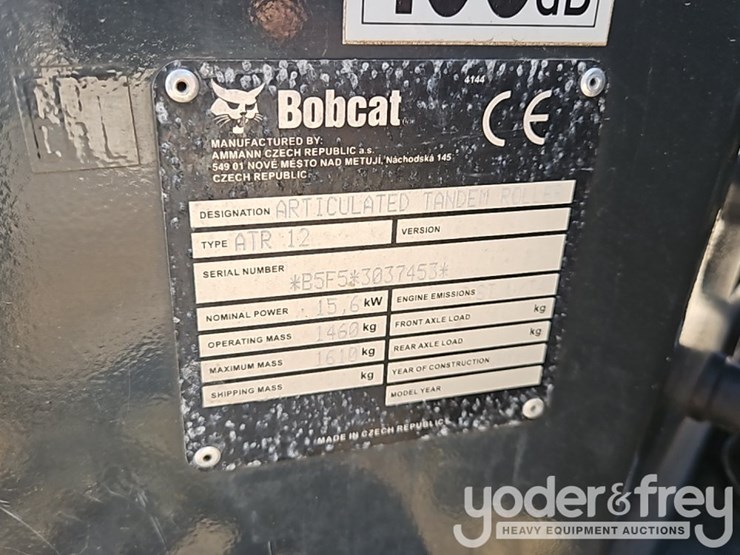 dB
4144
Bobcat
CE
MANUFACTURED BY:
AMMANN CZECH REPUBLIC a.s.
549 01 NOVÉ MĚSTO NAD METUJÍ, Náchodská 145
CZECH REPUBLIC
DESIGNATION ARTICULATED TANDEM ROLLER
TYPE ATR 12 VERSION
SERIAL NUMBER
*B5F5*3037453*
NOMINAL POWER 15,6 kW ENGINE EMISSIONS
OPERATING MASS 1460 kg FRONT AXLE LOAD kg
MAXIMUM MASS 1610 kg REAR AXLE LOAD kg
SHIPPING MASS kg YEAR OF CONSTRUCTION
MODEL YEAR
MADE IN CZECH REPUBLIC
yoder&frey
HEAVY EQUIPMENT AUCTIONS